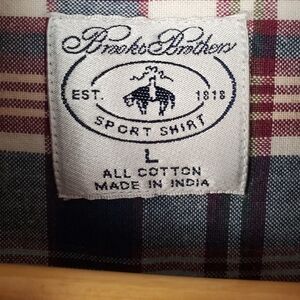 Brooks Brothers
EST. 1818
SPORT SHIRT
L
ALL COTTON
MADE IN INDIA